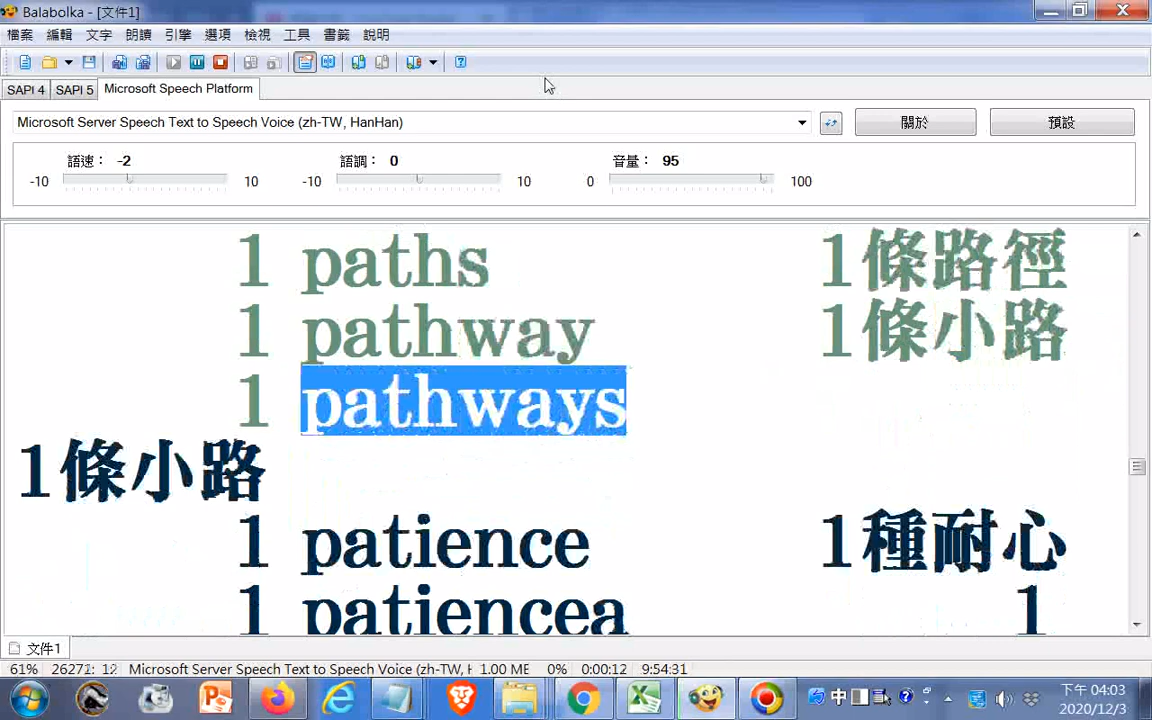 Balabolka - [文件1]
檔案 編輯 文字 朗讀 引擎 選項 檢視 工具 書籤 說明
SAPI 4 SAPI 5 Microsoft Speech Platform
Microsoft Server Speech Text to Speech Voice (zh-TW, HanHan) 關於 預設
語速： -2 語調： 0 音量： 95
-10 10 -10 10 0 100
1 paths 1條路徑
1 pathway 1條小路
1 pathways
1條小路
1 patience 1種耐心
1 patiencea 1
文件1
61% 26272: 12 Microsoft Server Speech Text to Speech Voice (zh-TW, H 1.00 ME 0% 0:00:12 9:54:31
中 下午 04:03
2020/12/3